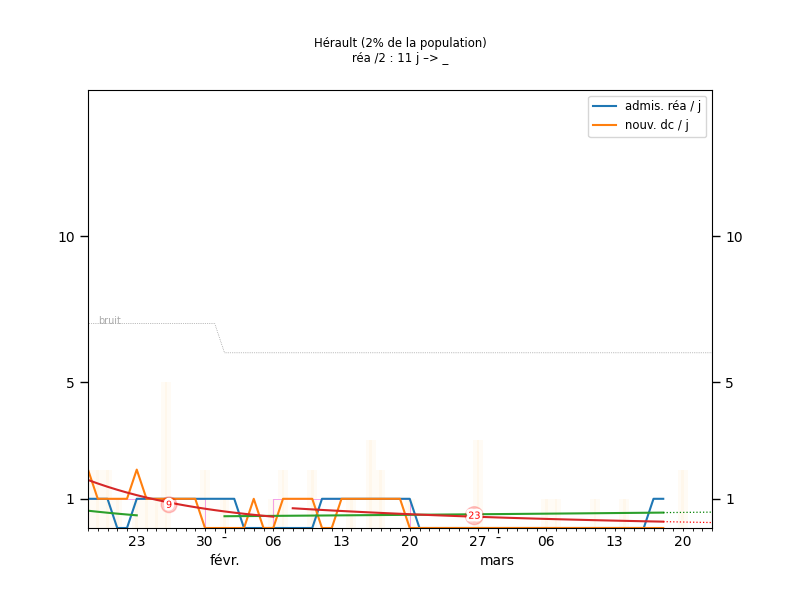 Hérault (2% de la population)
réa /2 : 11 j –> _
admis. réa / j
nouv. dc / j
10 10
bruit
5 5
1 1
9 23
23 30 - 06 13 20 27 - 06 13 20
févr. mars